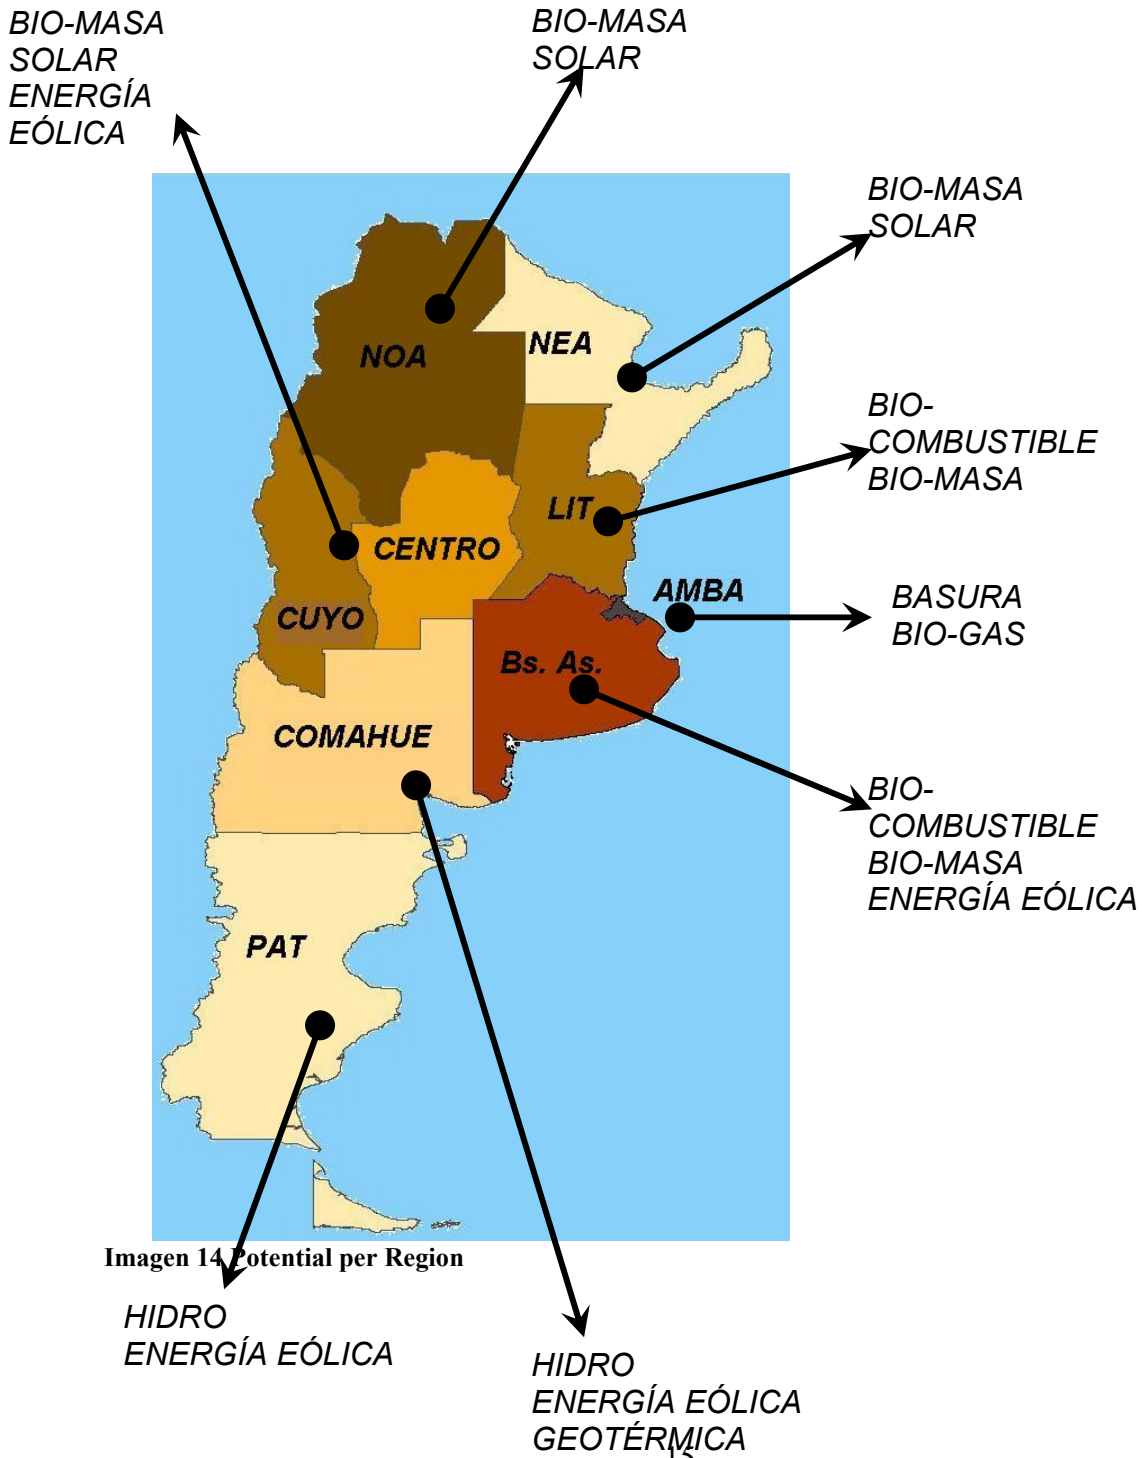 BIO-MASA
SOLAR
ENERGÍA
EÓLICA
BIO-MASA
SOLAR
BIO-MASA
SOLAR
NOA
NEA
BIO-
COMBUSTIBLE
BIO-MASA
LIT
CENTRO
CUYO
AMBA
BASURA
BIO-GAS
Bs. As.
COMAHUE
BIO-
COMBUSTIBLE
BIO-MASA
ENERGÍA EÓLICA
PAT
Imagen 14 Potential per Region
HIDRO
ENERGÍA EÓLICA
HIDRO
ENERGÍA EÓLICA
GEOTÉRMICA
15